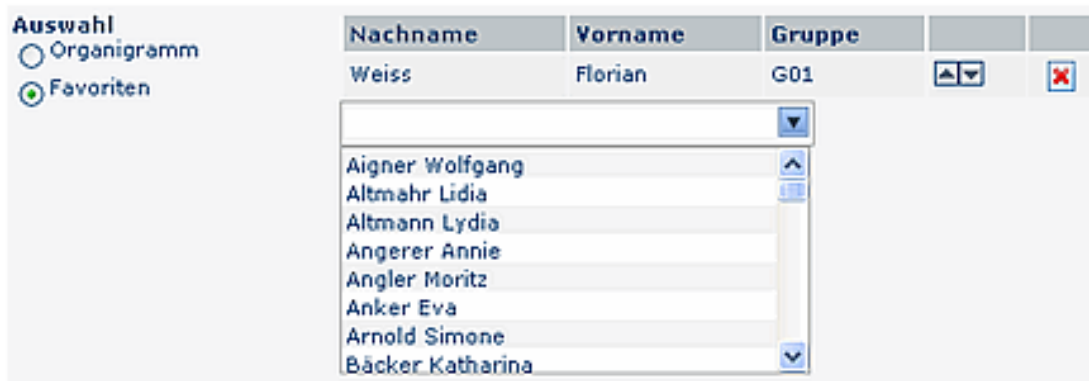 Auswahl
Organigramm
Favoriten
Nachname Vorname Gruppe
Weiss Florian G01
Aigner Wolfgang
Altmahr Lidia
Altmann Lydia
Angerer Annie
Angler Moritz
Anker Eva
Arnold Simone
Bäcker Katharina